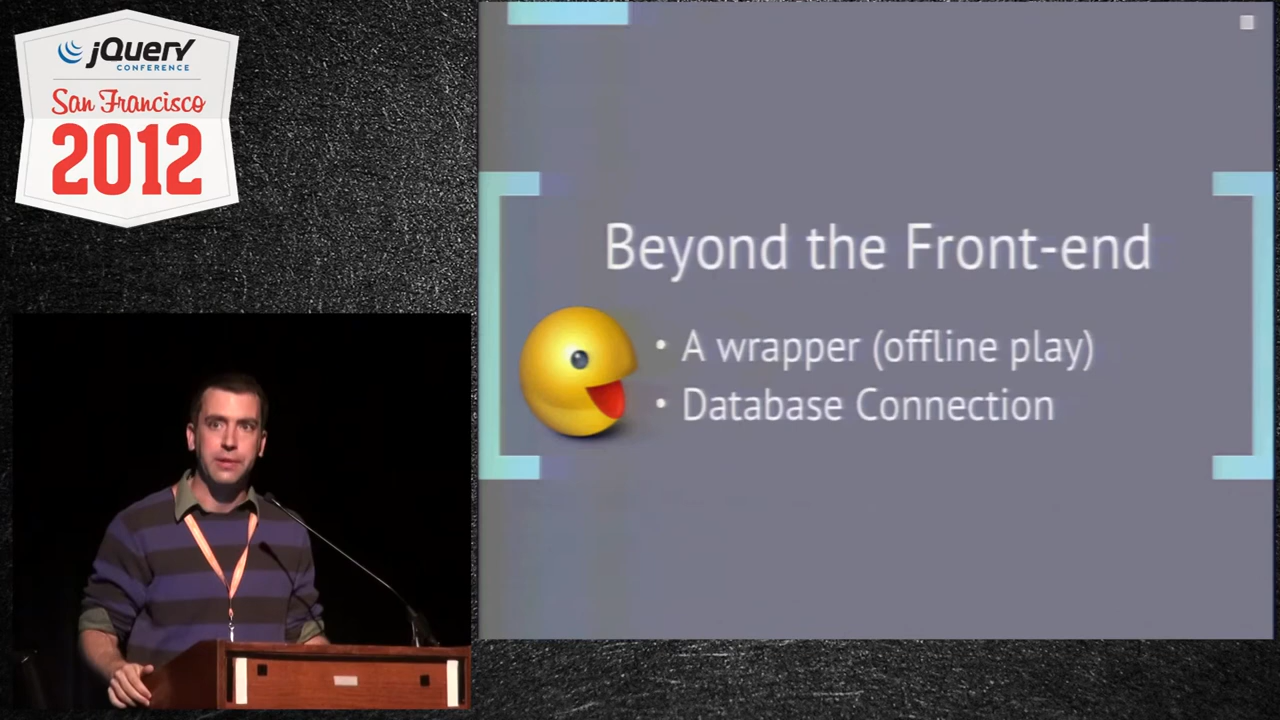 jQuery
CONFERENCE
San Francisco
2012
Beyond the Front-end
• A wrapper (offline play)
• Database Connection